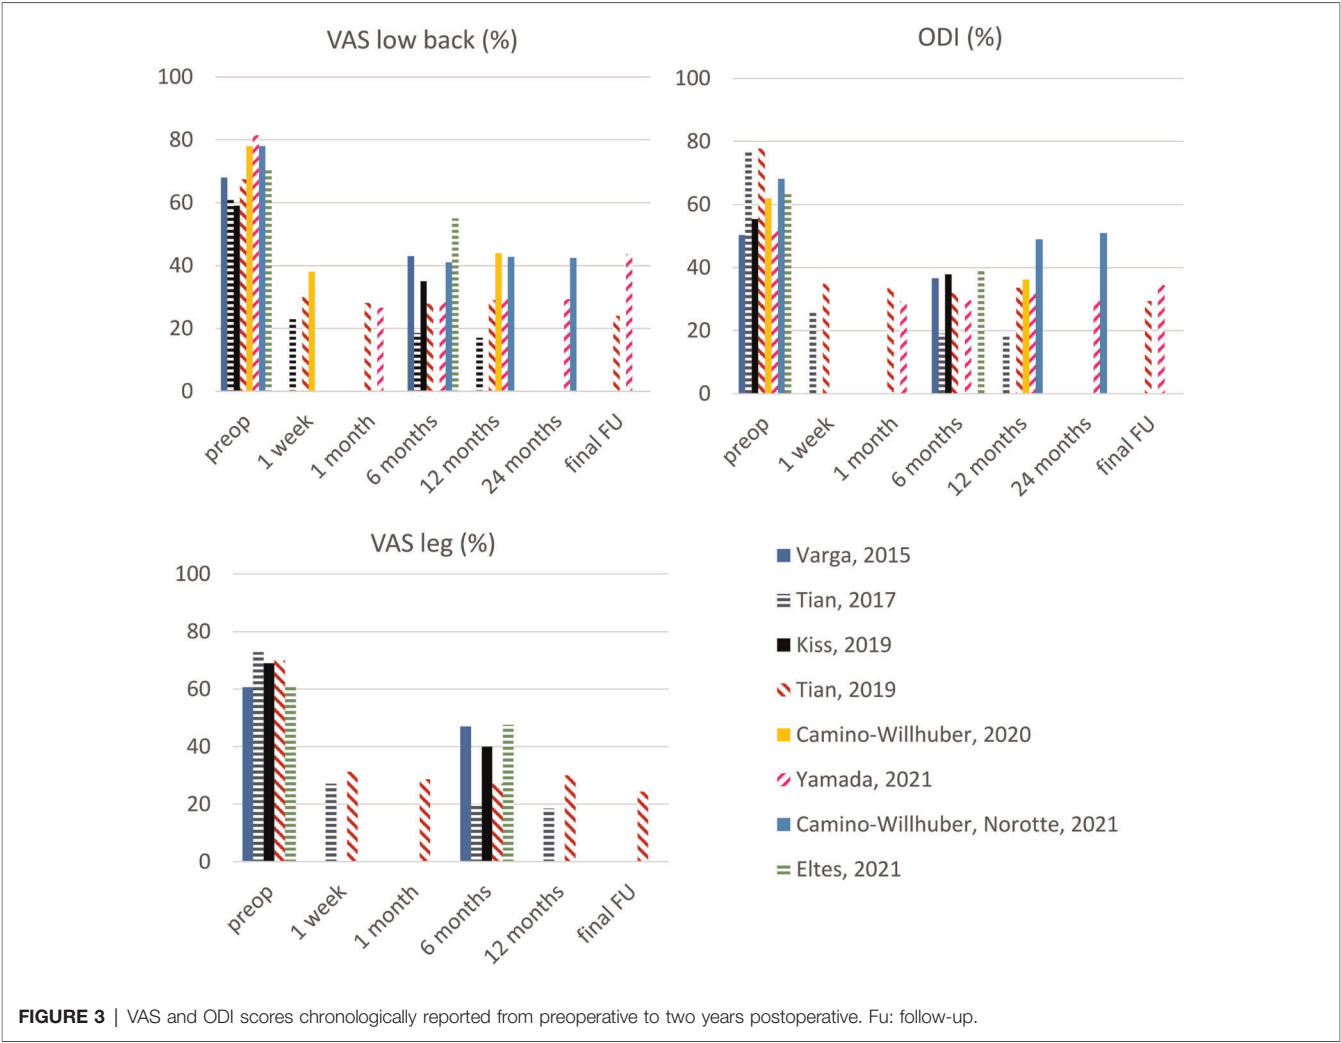 VAS low back (%)
100
80
60
40
20
0
preop
1 week
1 month
6 months
12 months
24 months
final FU
ODI (%)
100
80
60
40
20
0
preop
1 week
1 month
6 months
12 months
24 months
final FU
VAS leg (%)
100
80
60
40
20
0
preop
1 week
1 month
6 months
12 months
final FU
Varga, 2015
Tian, 2017
Kiss, 2019
Tian, 2019
Camino-Willhuber, 2020
Yamada, 2021
Camino-Willhuber, Norotte, 2021
Eltes, 2021
FIGURE 3 | VAS and ODI scores chronologically reported from preoperative to two years postoperative. Fu: follow-up.